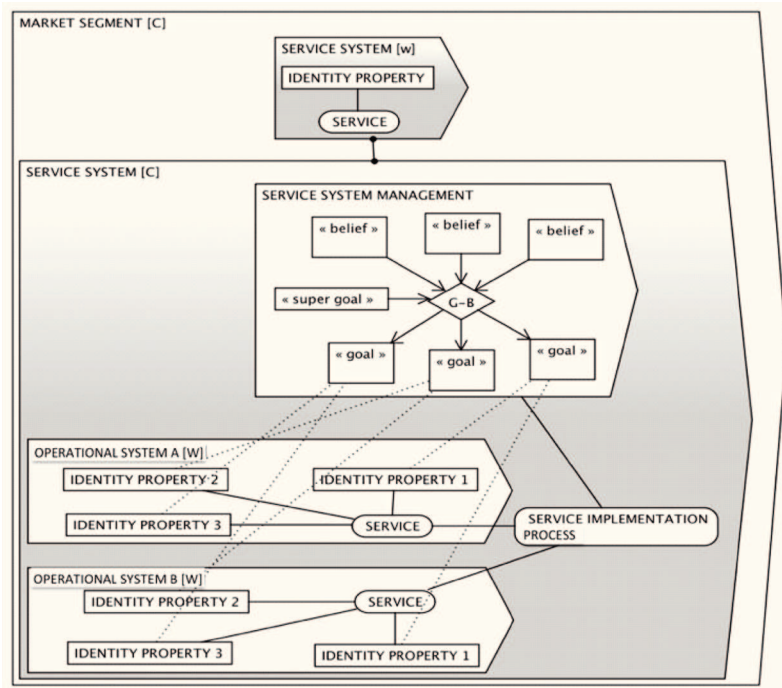 MARKET SEGMENT [C]
SERVICE SYSTEM [w]
IDENTITY PROPERTY
SERVICE
SERVICE SYSTEM [C]
SERVICE SYSTEM MANAGEMENT
« belief »
« belief »
« belief »
« super goal »
G-B
« goal »
« goal »
« goal »
OPERATIONAL SYSTEM A [W]
IDENTITY PROPERTY 2
IDENTITY PROPERTY 1
IDENTITY PROPERTY 3
SERVICE
SERVICE IMPLEMENTATION
PROCESS
OPERATIONAL SYSTEM B [W]
IDENTITY PROPERTY 2
SERVICE
IDENTITY PROPERTY 3
IDENTITY PROPERTY 1